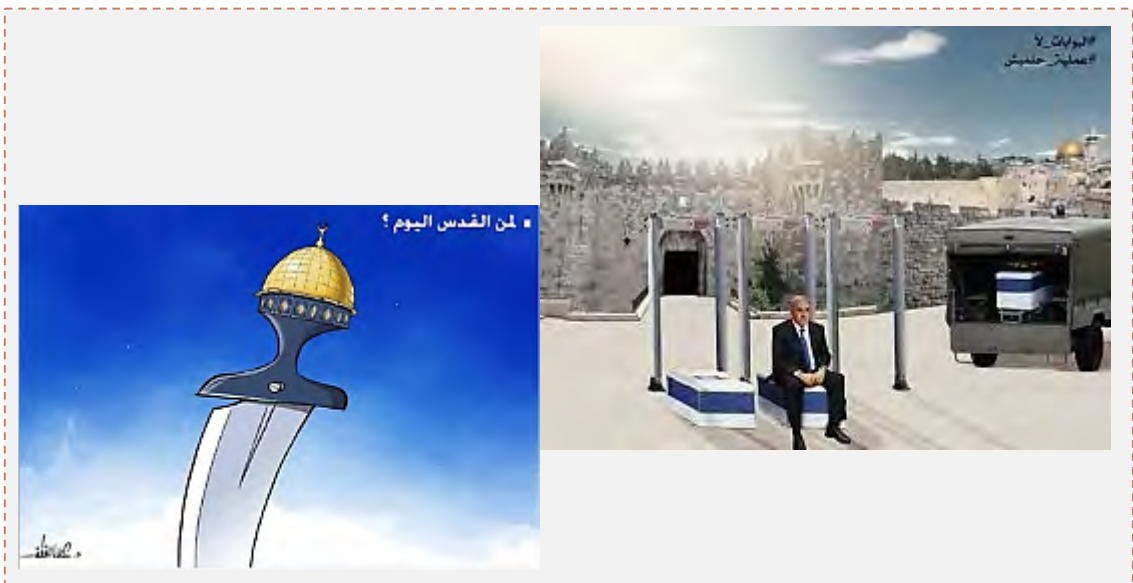 #البوابات_لا
#عملية_حلميش
▪ لمن القدس اليوم ؟